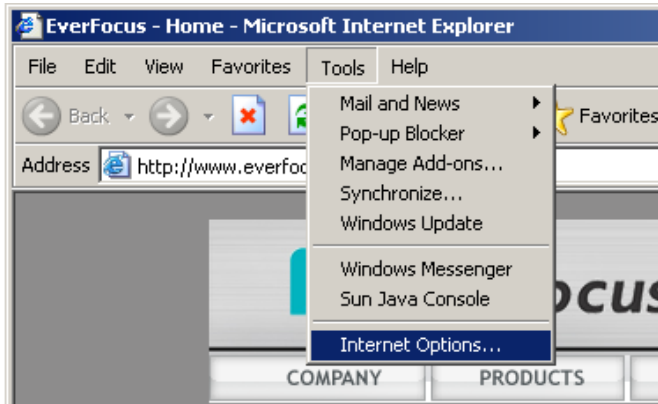 EverFocus - Home - Microsoft Internet Explorer
File Edit View Favorites Tools Help
Back Favorites
Address http://www.everfoc
Mail and News
Pop-up Blocker
Manage Add-ons...
Synchronize...
Windows Update
Windows Messenger
Sun Java Console
Internet Options...
ocus
COMPANY PRODUCTS